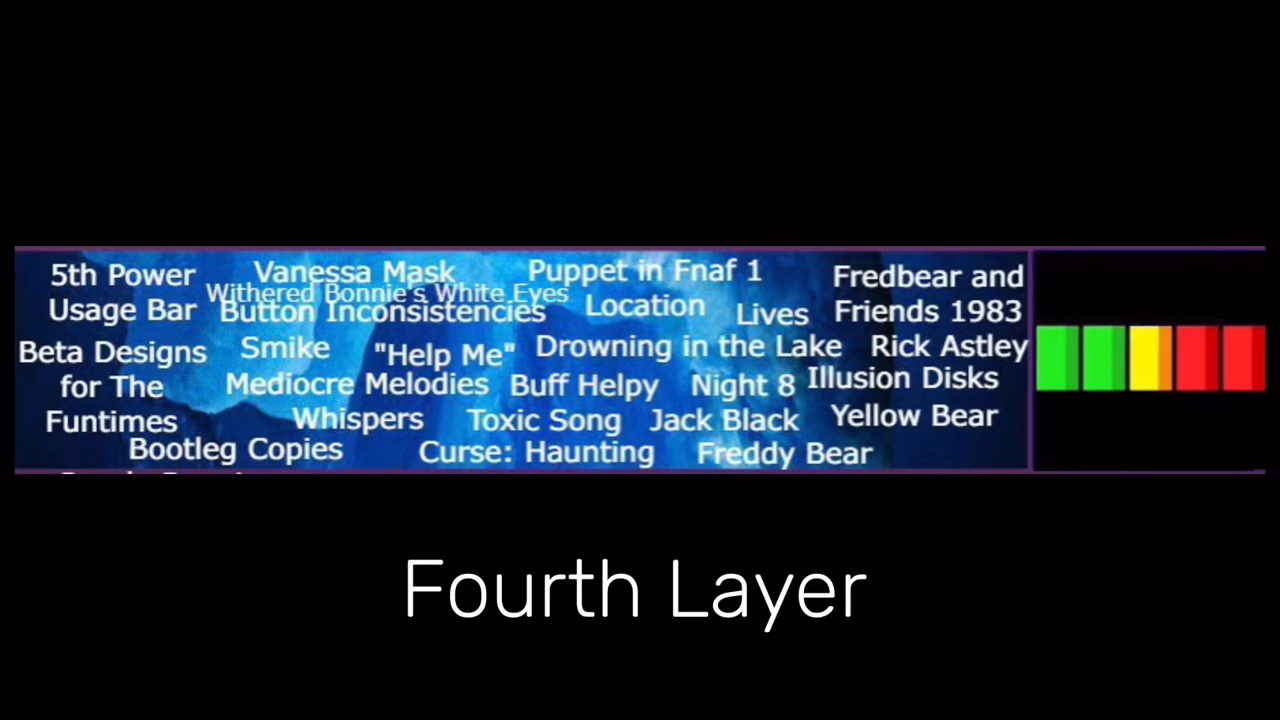 5th Power
Usage Bar
Vanessa Mask
Withered Bonnie's White Eyes
Button Inconsistencies
Puppet in Fnaf 1
Location
Lives
Fredbear and
Friends 1983
Beta Designs
for The
Funtimes
Smike
"Help Me"
Drowning in the Lake
Rick Astley
Mediocre Melodies
Buff Helpy
Night 8
Illusion Disks
Whispers
Toxic Song
Jack Black
Yellow Bear
Bootleg Copies
Curse: Haunting
Freddy Bear
Fourth Layer